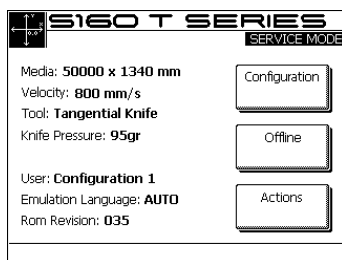 S160 T SERIES
SERVICE MODE
Media: 50000 x 1340 mm
Velocity: 800 mm/s
Tool: Tangential Knife
Knife Pressure: 95gr
User: Configuration 1
Emulation Language: AUTO
Rom Revision: 035
Configuration
Offline
Actions